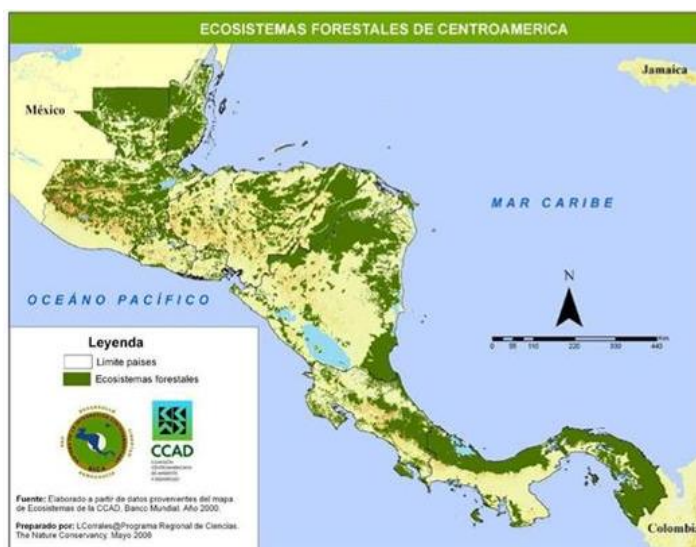 ECOSISTEMAS FORESTALES DE CENTROAMERICA
Jamaica
México
MAR CARIBE
N
OCEÁNO PACÍFICO
Leyenda
Límite países
Ecosistemas forestales
CCAD
Fuente: Elaborado a partir de datos provenientes del mapa
de Ecosistemas de la CCAD, Banco Mundial. Año 2000.
Preparado por: LCorrales@Programa Regional de Ciencias.
The Nature Conservancy. Mayo 2006
Colombia